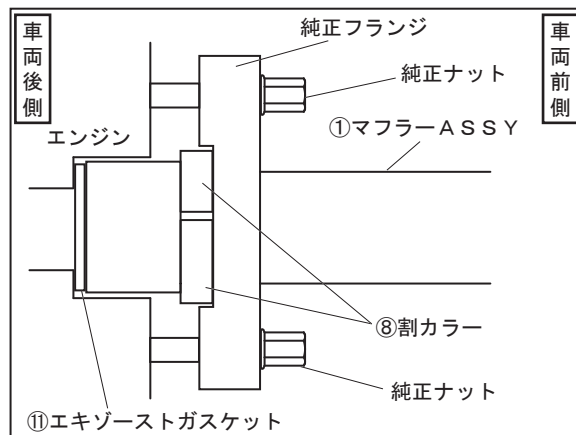 車両後側
純正フランジ
車両前側
純正ナット
エンジン
①マフラーＡＳＳＹ
⑧割カラー
純正ナット
⑪エキゾーストガスケット